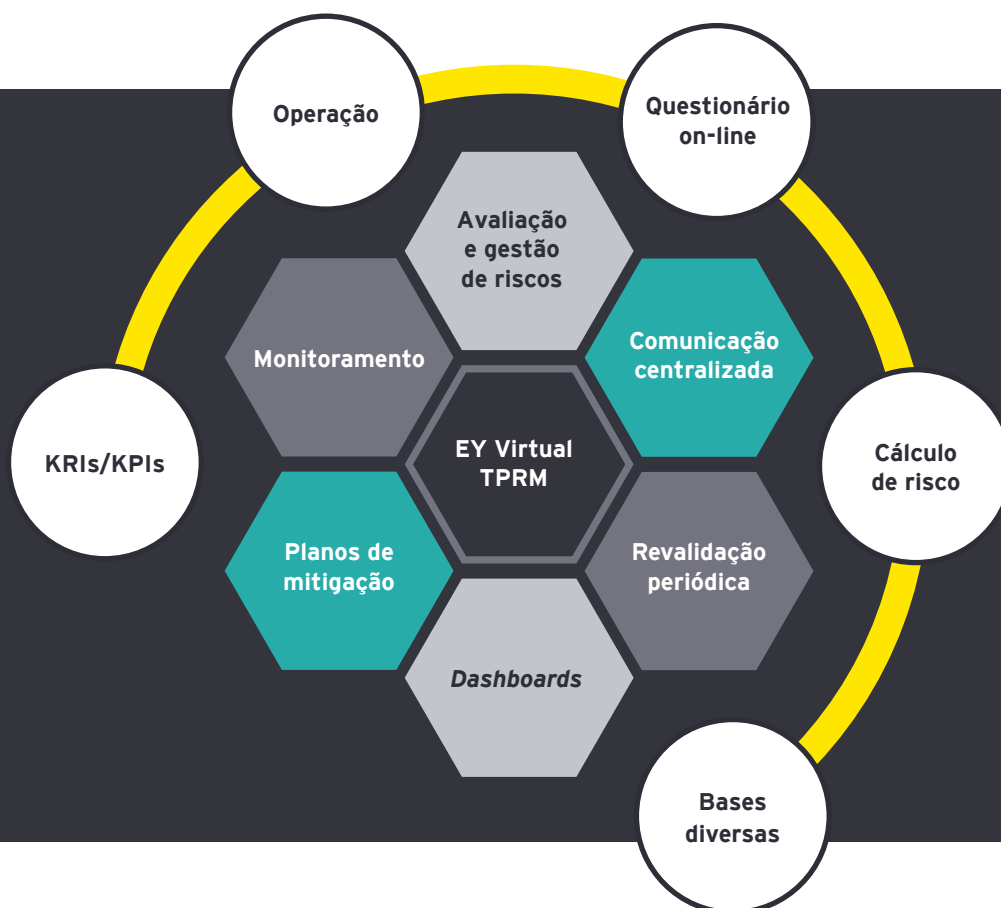 Operação
Questionário
on-line
Avaliação
e gestão
de riscos
Monitoramento
Comunicação
centralizada
KRIs/KPIs
EY Virtual
TPRM
Cálculo
de risco
Planos de
mitigação
Revalidação
periódica
Dashboards
Bases
diversas